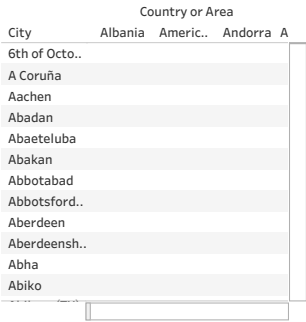 Country or Area
City Albania Americ.. Andorra A
6th of Octo..
A Coruña
Aachen
Abadan
Abaeteluba
Abakan
Abbotabad
Abbotsford..
Aberdeen
Aberdeensh..
Abha
Abiko